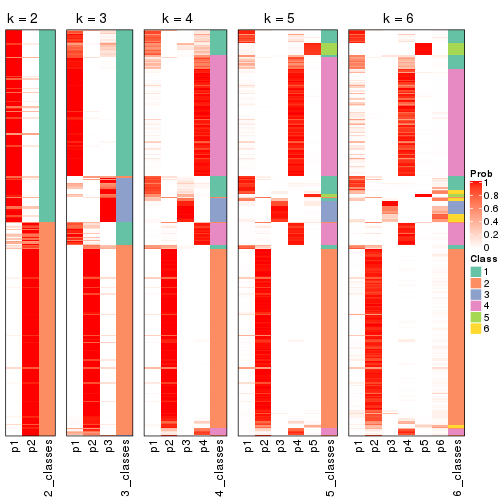 k = 2
k = 3
k = 4
k = 5
k = 6
p1
p2
2_classes
p1
p2
p3
3_classes
p1
p2
p3
p4
4_classes
p1
p2
p3
p4
p5
5_classes
p1
p2
p3
p4
p5
p6
6_classes
Prob
1
0.8
0.6
0.4
0.2
0
Class
1
2
3
4
5
6